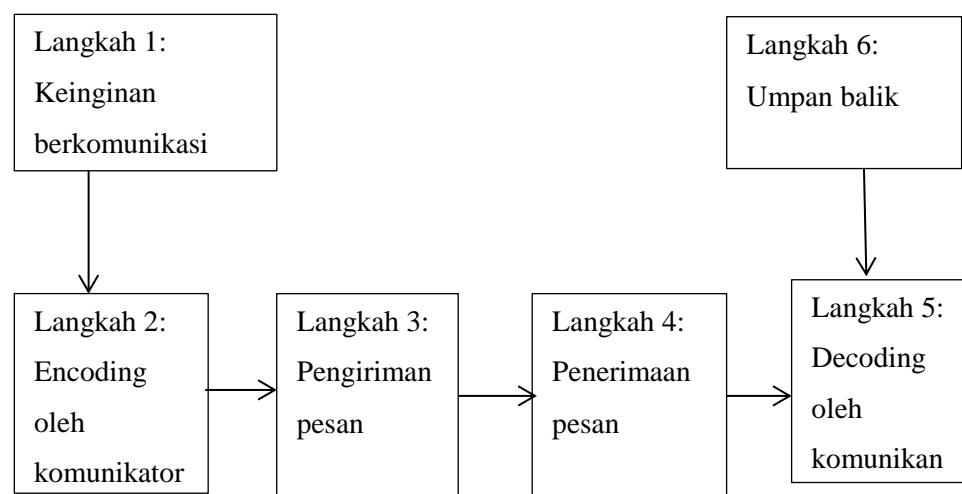 Langkah 1:
Keinginan
berkomunikasi
Langkah 6:
Umpan balik
Langkah 2:
Encoding
oleh
komunikator
Langkah 3:
Pengiriman
pesan
Langkah 4:
Penerimaan
pesan
Langkah 5:
Decoding
oleh
komunikan